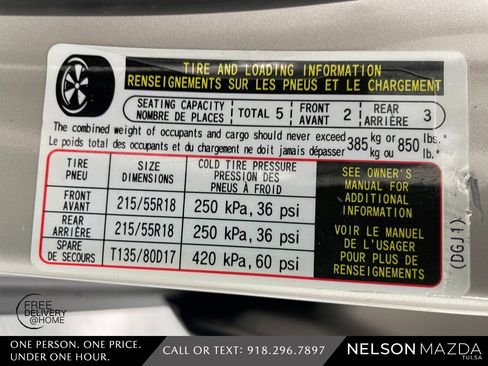 TIRE AND LOADING INFORMATION
RENSEIGNEMENTS SUR LES PNEUS ET LE CHARGEMENT
SEATING CAPACITY
NOMBRE DE PLACES
TOTAL 5
FRONT
AVANT
2
REAR
ARRIÈRE
3
The combined weight of occupants and cargo should never exceed 385 kg or 850 lbs.
Le poids total des occupants et du chargement ne doit jamais dépasser kg ou lb.
TIRE
PNEU
SIZE
DIMENSIONS
COLD TIRE PRESSURE
PRESSION DES
PNEUS À FROID
FRONT
AVANT
215/55R18
250 kPa, 36 psi
REAR
ARRIÈRE
215/55R18
250 kPa, 36 psi
SPARE
DE SECOURS
T135/80D17
420 kPa, 60 psi
SEE OWNER'S
MANUAL FOR
ADDITIONAL
INFORMATION
VOIR LE MANUEL
DE L'USAGER
POUR PLUS DE
RENSEIGNEMENTS
(DGJ1)
FREE
DELIVERY
@HOME
ONE PERSON. ONE PRICE.
UNDER ONE HOUR.
CALL OR TEXT: 918.296.7897
NELSON MAZDA
TULSA